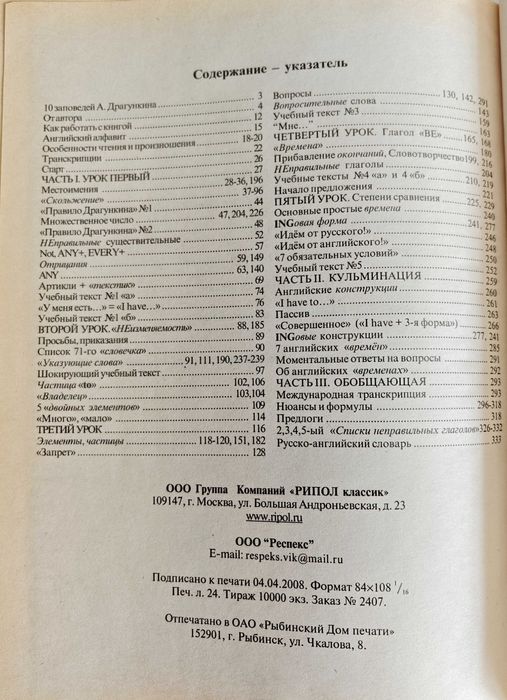 Содержание – указатель
10 заповедей А. Драгункина 3
От автора 4
Как работать с книгой 12
Английский алфавит 15
Особенности чтения и произношения 18-20
Транскрипции 22
Старт 26
ЧАСТЬ I. УРОК ПЕРВЫЙ 27
Местоимения 28-36, 196
«Скольжение» 37-96
«Правило Драгункина» №1 44
Множественное число 47, 204, 226
«Правило Драгункина» №2 48
НЕправильные существительные 52
Not, ANY+, EVERY+ 57
Отрицания 59, 149
ANY 63, 140
Артикли + «текстик» 69
Учебный текст №1 «а» 74
«У меня есть...» = «I have...» 76
Учебный текст №1 «б» 83
ВТОРОЙ УРОК. «НЕизменяемость» 88, 185
Просьбы, приказания 89
Список 71-го «словечка» 90
«Указующие слова» 91, 111, 190, 237-239
Шокирующий учебный текст 97
Частица «to» 102, 106
«Владелец» 103, 104
5 «двойных элементов» 109
«Много», «мало» 114
ТРЕТИЙ УРОК 116
Элементы, частицы 118-120, 151, 182
«Запрет» 128
Вопросы 130, 142, 291
Вопросительные слова 143
Учебный текст №3 159
“Мне...” 163
ЧЕТВЕРТЫЙ УРОК. Глагол «BE» 165, 168
«Времена» 180
Прибавление окончаний, Словотворчество 199, 216
НЕправильные глаголы 204
Учебные тексты №4 «а» и 4 «б» 210, 219
Начало предложения 221
ПЯТЫЙ УРОК. Степени сравнения 225, 229
Основные простые времена 240
INGовая форма 241, 277
«Идём от русского!» 245
«Идём от английского!» 246
«7 обязательных условий» 248
Учебный текст №5 250
ЧАСТЬ II. КУЛЬМИНАЦИЯ 252
Английские конструкции 260
«I have to...» 261
Пассив 263
«Совершенное» («I have + 3-я форма») 266
INGовые конструкции 277, 241
7 английских «времён» 285
Моментальные ответы на вопросы 291
Об английских «временах» 292
ЧАСТЬ III. ОБОБЩАЮЩАЯ 293
Международная транскрипция 293
Нюансы и формулы 296-318
Предлоги 318
2,3,4,5-ый «Списки неправильных глаголов» 326-332
Русско-английский словарь 333
ООО Группа Компаний «РИПОЛ классик»
109147, г. Москва, ул. Большая Андроньевская, д. 23
www.ripol.ru
ООО “Респекс”
E-mail: respeks.vik@mail.ru
Подписано к печати 04.04.2008. Формат 84×108 1/16
Печ. л. 24. Тираж 10000 экз. Заказ № 2407.
Отпечатано в ОАО «Рыбинский Дом печати»
152901, г. Рыбинск, ул. Чкалова, 8.